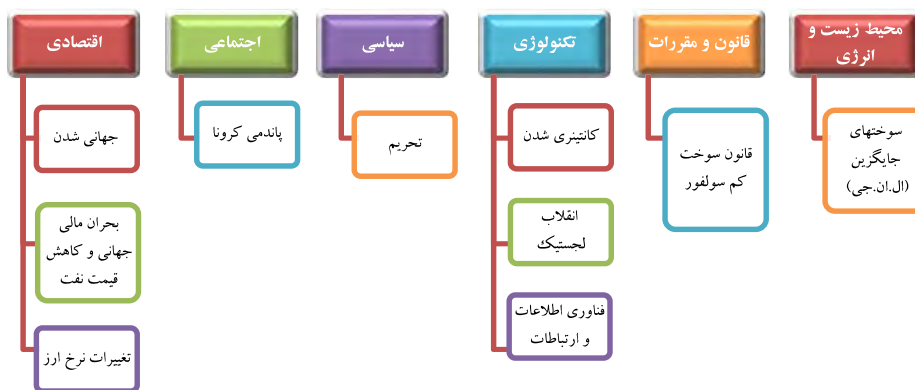 محیط زیست و
انرژی
سوختهای
جایگزین
(ال.ان.جی)
قانون و مقررات
قانون سوخت
کم سولفور
تکنولوژی
کانتینری شدن
انقلاب
لجستیک
فناوری اطلاعات
و ارتباطات
سیاسی
تحریم
اجتماعی
پاندمی کرونا
اقتصادی
جهانی شدن
بحران مالی
جهانی و کاهش
قیمت نفت
تغییرات نرخ ارز